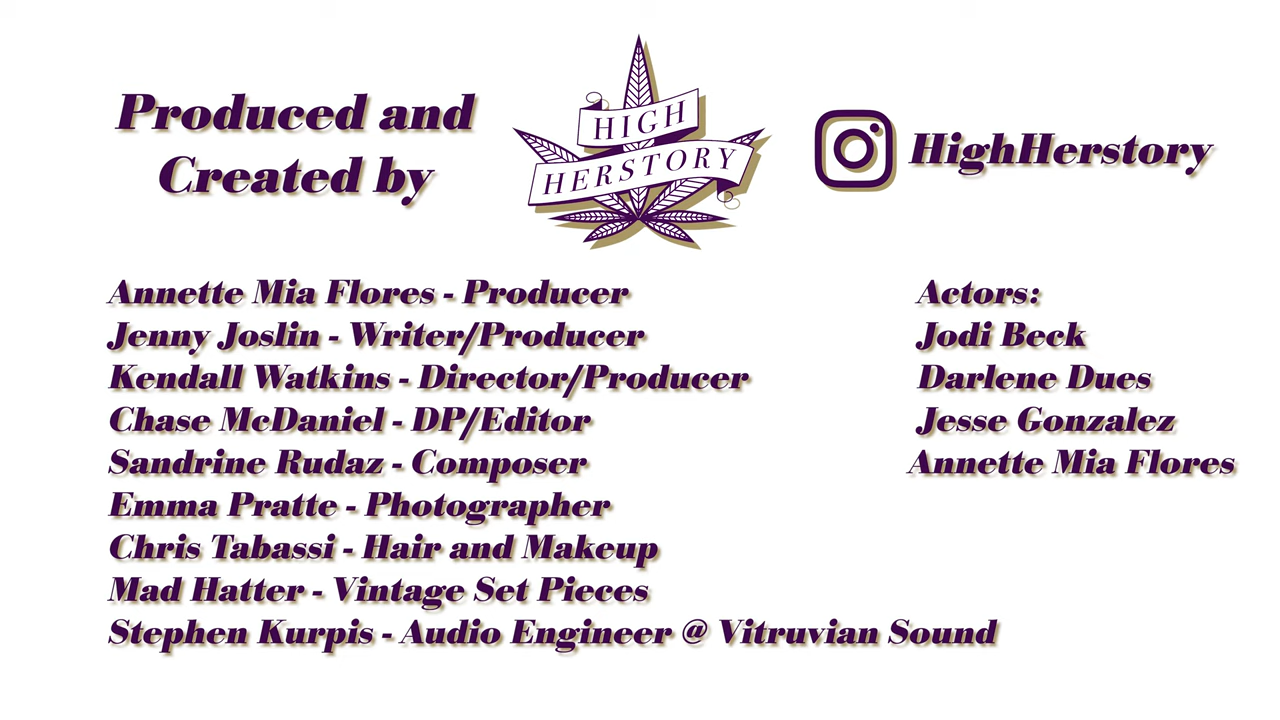 Produced and
Created by
HIGH
HERSTORY
HighHerstory
Annette Mia Flores - Producer
Jenny Joslin - Writer/Producer
Kendall Watkins - Director/Producer
Chase McDaniel - DP/Editor
Sandrine Rudaz - Composer
Emma Pratte - Photographer
Chris Tabassi - Hair and Makeup
Mad Hatter - Vintage Set Pieces
Stephen Kurpis - Audio Engineer @ Vitruvian Sound
Actors:
Jodi Beck
Darlene Dues
Jesse Gonzalez
Annette Mia Flores